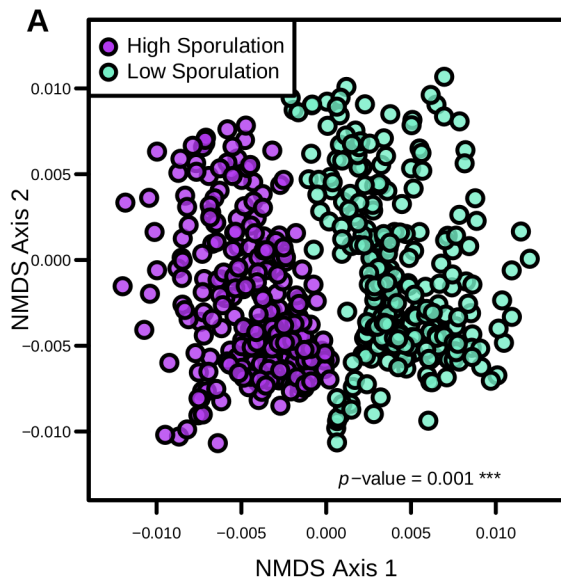 A
High Sporulation
Low Sporulation
NMDS Axis 2
0.010
0.005
0.000
−0.005
−0.010
p−value = 0.001 ***
−0.010 −0.005 0.000 0.005 0.010
NMDS Axis 1